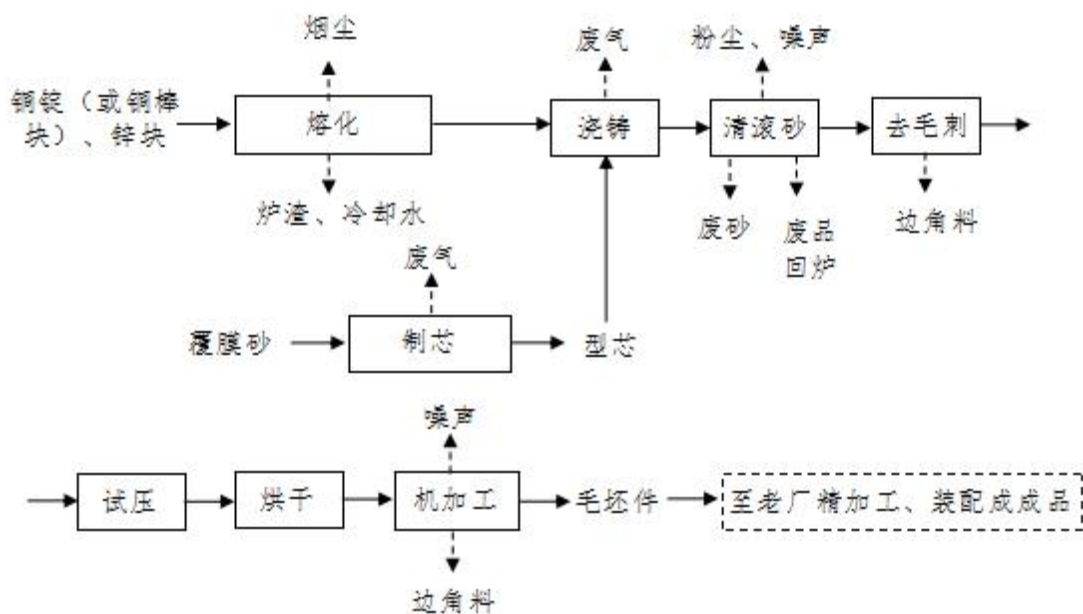 烟尘
废气
粉尘、噪声
铜锭（或铜棒
块）、锌块
熔化
浇铸
清滚砂
去毛刺
炉渣、冷却水
废砂
废品
回炉
边角料
废气
覆膜砂
制芯
型芯
噪声
试压
烘干
机加工
毛坯件
至老厂精加工、装配成成品
边角料